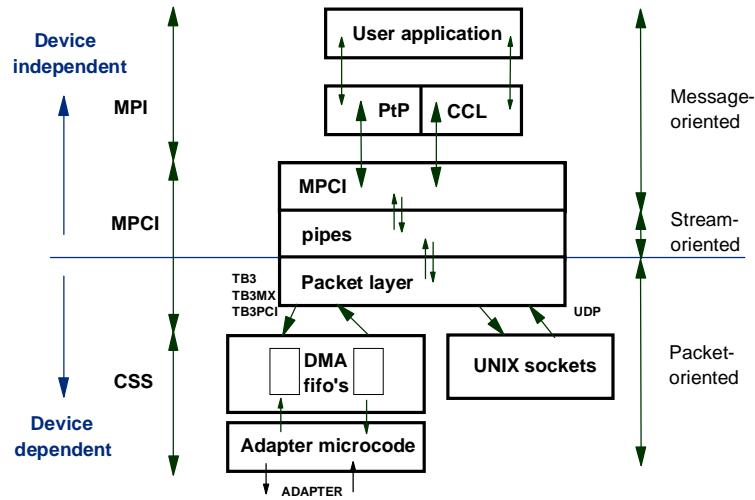 Device
independent
MPI
User application
PtP
CCL
Message-
oriented
MPCI
MPCI
pipes
Stream-
oriented
TB3
TB3MX
TB3PCI
Packet layer
UDP
CSS
DMA
fifo's
UNIX sockets
Packet-
oriented
Device
dependent
Adapter microcode
ADAPTER